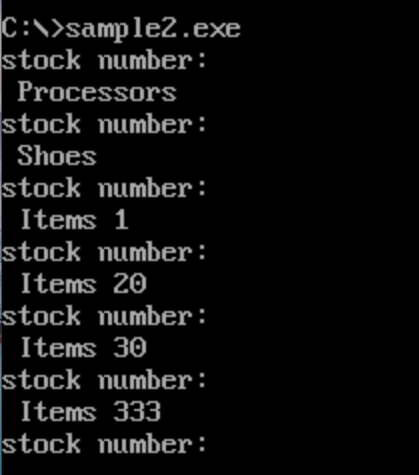 C:\>sample2.exe
stock number:
Processors
stock number:
Shoes
stock number:
Items 1
stock number:
Items 20
stock number:
Items 30
stock number:
Items 333
stock number: